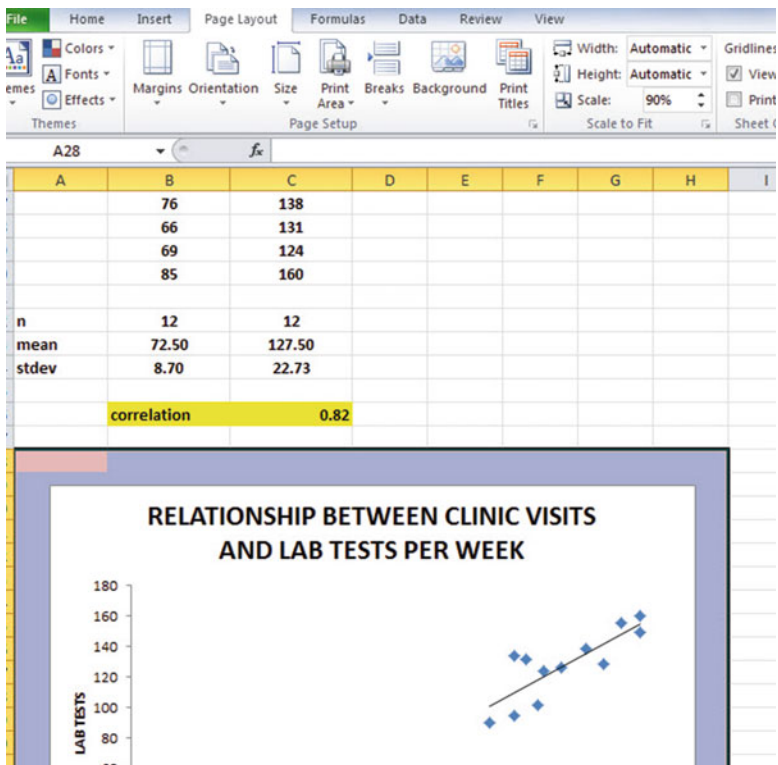 File Home Insert Page Layout Formulas Data Review View
Aa Colors Width: Automatic Gridlines
A Fonts Height: Automatic View
Effects Margins Orientation Size Print Area Breaks Background Print Titles Scale: 90% Print
Themes Page Setup Scale to Fit Sheet
A28 fx
A B C D E F G H I
76 138
66 131
69 124
85 160
n 12 12
mean 72.50 127.50
stdev 8.70 22.73
correlation 0.82
RELATIONSHIP BETWEEN CLINIC VISITS
AND LAB TESTS PER WEEK
180
160
140
120
100
80
LAB TESTS